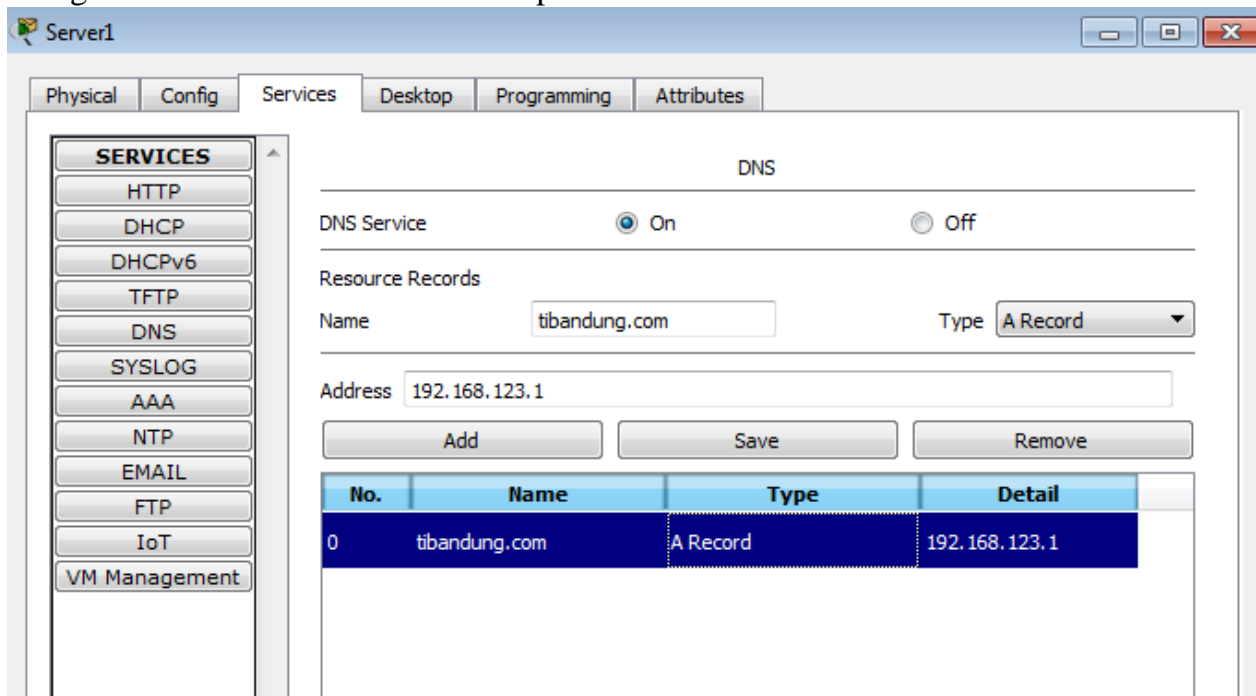 Server1
Physical Config Services Desktop Programming Attributes
SERVICES
HTTP
DHCP
DHCPv6
TFTP
DNS
SYSLOG
AAA
NTP
EMAIL
FTP
IoT
VM Management
DNS
DNS Service On Off
Resource Records
Name tibandung.com Type A Record
Address 192.168.123.1
Add Save Remove
No. Name Type Detail
0 tibandung.com A Record 192.168.123.1